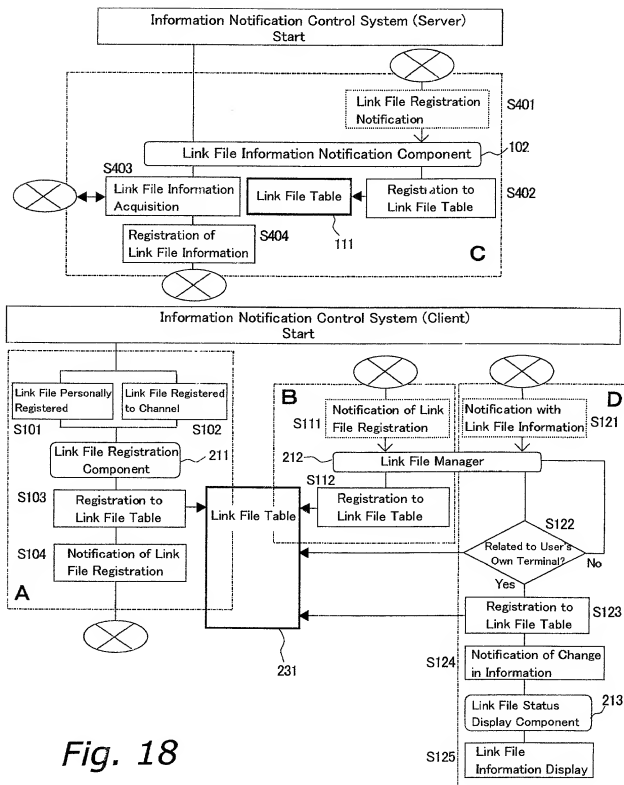 Information Notification Control System (Server)
Start
Link File Registration
Notification
S401
Link File Information Notification Component
102
S403
Link File Information
Acquisition
Link File Table
Registration to
Link File Table
S402
Registration of
Link File Information
S404
111
C
Information Notification Control System (Client)
Start
Link File Personally
Registered
Link File Registered
to Channel
S101
S102
Link File Registration
Component
211
S103
Registration to
Link File Table
S104
Notification of Link
File Registration
A
B
S111
Notification of Link
File Registration
D
Notification with
Link File Information
S121
212
Link File Manager
S112
Registration to
Link File Table
Link File Table
231
S122
Related to User's
Own Terminal?
No
Yes
Registration to
Link File Table
S123
S124
Notification of Change
in Information
Link File Status
Display Component
213
S125
Link File
Information Display
Fig. 18